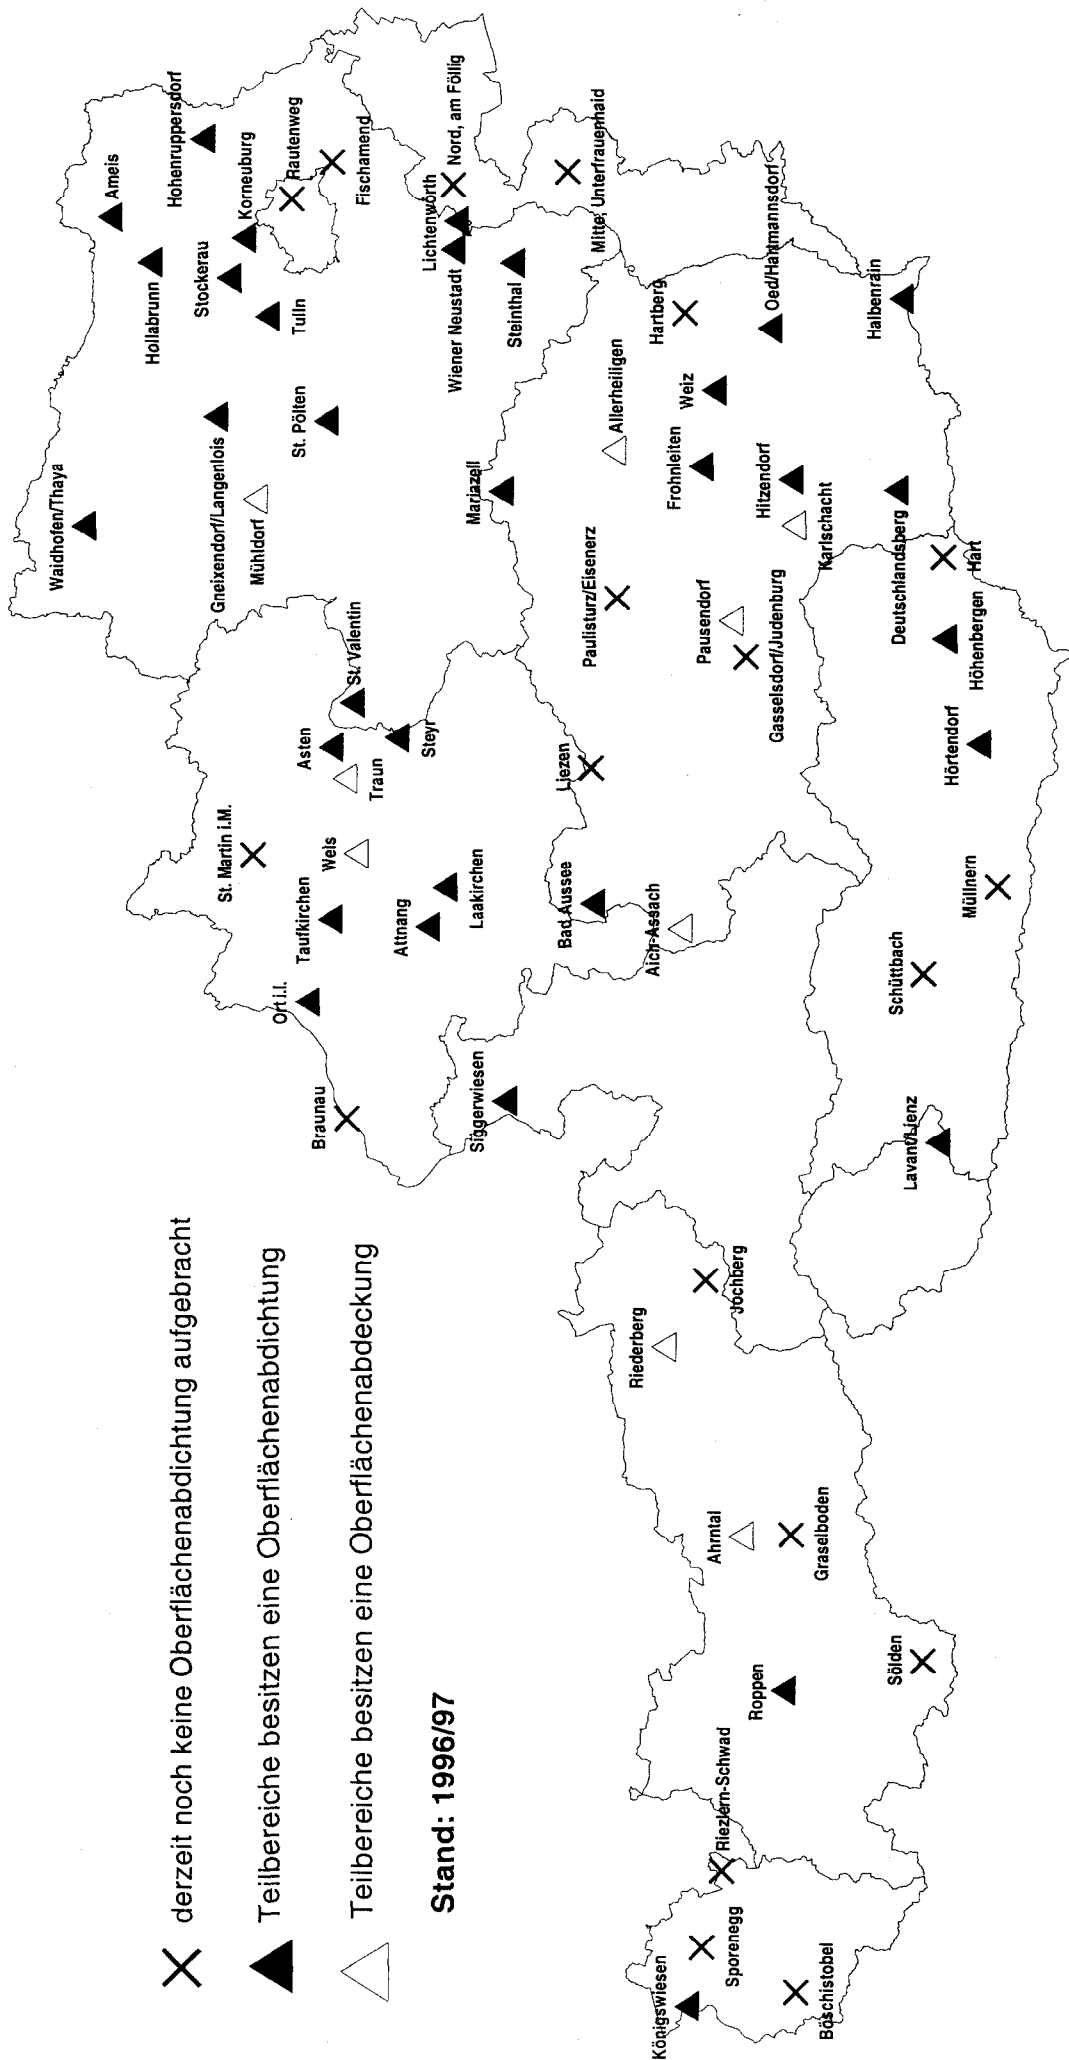 derzeit noch keine Oberflächenabdichtung aufgebracht
Teilbereiche besitzen eine Oberflächenabdichtung
Teilbereiche besitzen eine Oberflächenabdeckung
Stand: 1996/97
Waidhofen/Thaya
Hollabrunn
Ameis
Hohenruppersdorf
Stockerau
Korneuburg
Gneixendorf/Langenlois
Mühldorf
Tulln
Rautenweg
St. Pölten
Fischamend
Lichtenwörth
Nord, am Föllig
Wiener Neustadt
Steinthal
Mitte, Unterfrauenhaid
St. Martin i.M.
Asten
St. Valentin
Traun
Steyr
Wels
Taufkirchen
Ort i.I.
Attnang
Laakirchen
Braunau
Siggerwiesen
Mariazell
Allerheiligen
Hartberg
Paulisturz/Eisenerz
Liezen
Bad Aussee
Aich-Assach
Frohnleiten
Weiz
Oed/Hartmannsdorf
Pausendorf
Gasselsdorf/Judenburg
Hitzendorf
Karlschacht
Halbenrain
Deutschlandsberg
Hart
Höhenbergen
Hörtendorf
Müllnern
Schüttbach
Lavant/Lienz
Riederberg
Jochberg
Ahrntal
Graselboden
Roppen
Sölden
Riezlern-Schwad
Sporenegg
Königswiesen
Böschistobel